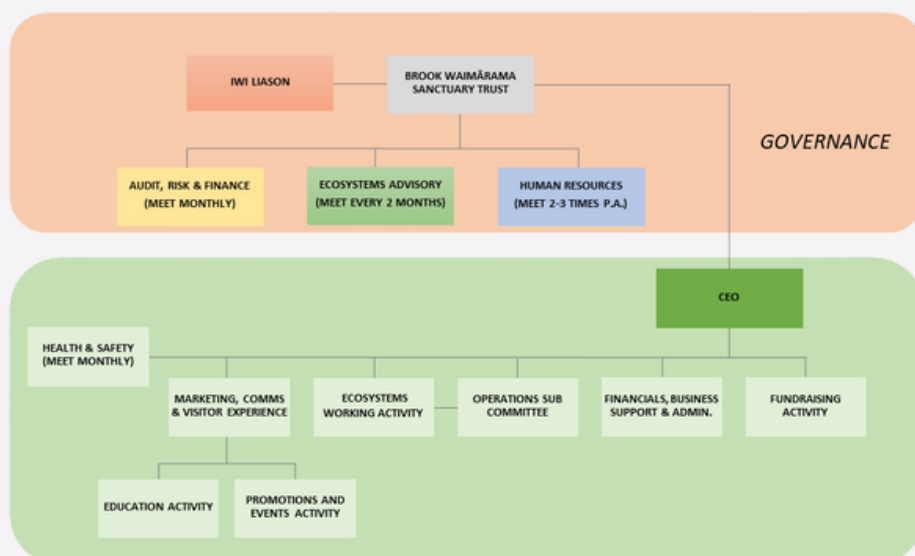 IWI LIASON
BROOK WAIMĀRAMA
SANCTUARY TRUST
GOVERNANCE
AUDIT, RISK & FINANCE
(MEET MONTHLY)
ECOSYSTEMS ADVISORY
(MEET EVERY 2 MONTHS)
HUMAN RESOURCES
(MEET 2-3 TIMES P.A.)
CEO
HEALTH & SAFETY
(MEET MONTHLY)
MARKETING, COMMS
& VISITOR EXPERIENCE
ECOSYSTEMS
WORKING ACTIVITY
OPERATIONS SUB
COMMITTEE
FINANCIALS, BUSINESS
SUPPORT & ADMIN.
FUNDRAISING
ACTIVITY
EDUCATION ACTIVITY
PROMOTIONS AND
EVENTS ACTIVITY